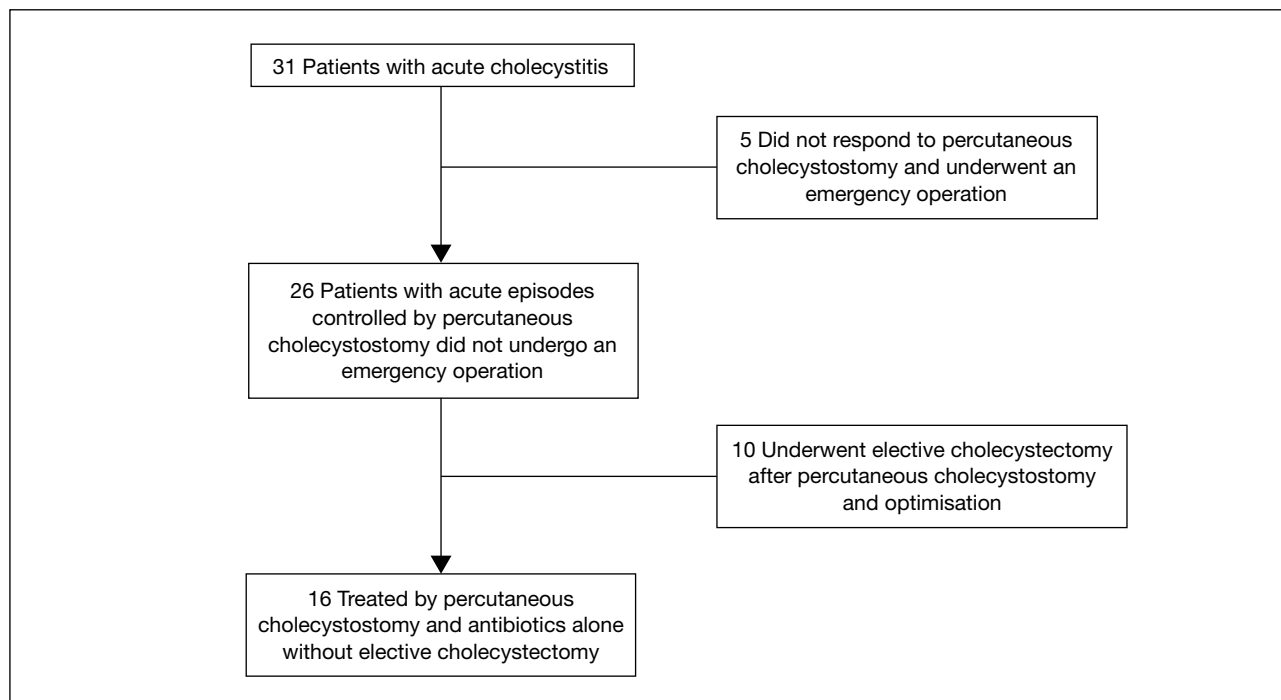 31 Patients with acute cholecystitis
5 Did not respond to percutaneous
cholecystostomy and underwent an
emergency operation
26 Patients with acute episodes
controlled by percutaneous
cholecystostomy did not undergo an
emergency operation
10 Underwent elective cholecystectomy
after percutaneous cholecystostomy
and optimisation
16 Treated by percutaneous
cholecystostomy and antibiotics alone
without elective cholecystectomy